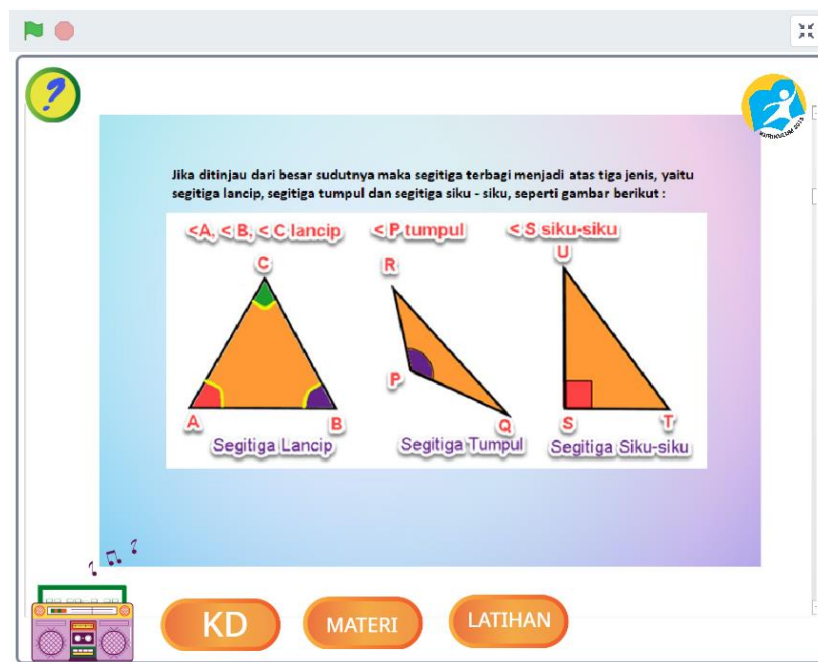 ?
KURIKULUM 2013
Jika ditinjau dari besar sudutnya maka segitiga terbagi menjadi atas tiga jenis, yaitu
segitiga lancip, segitiga tumpul dan segitiga siku - siku, seperti gambar berikut :
<A, < B, < C lancip
< P tumpul
< S siku-siku
C
R
U
P
A
B
Q
S
T
Segitiga Lancip
Segitiga Tumpul
Segitiga Siku-siku
KD
MATERI
LATIHAN